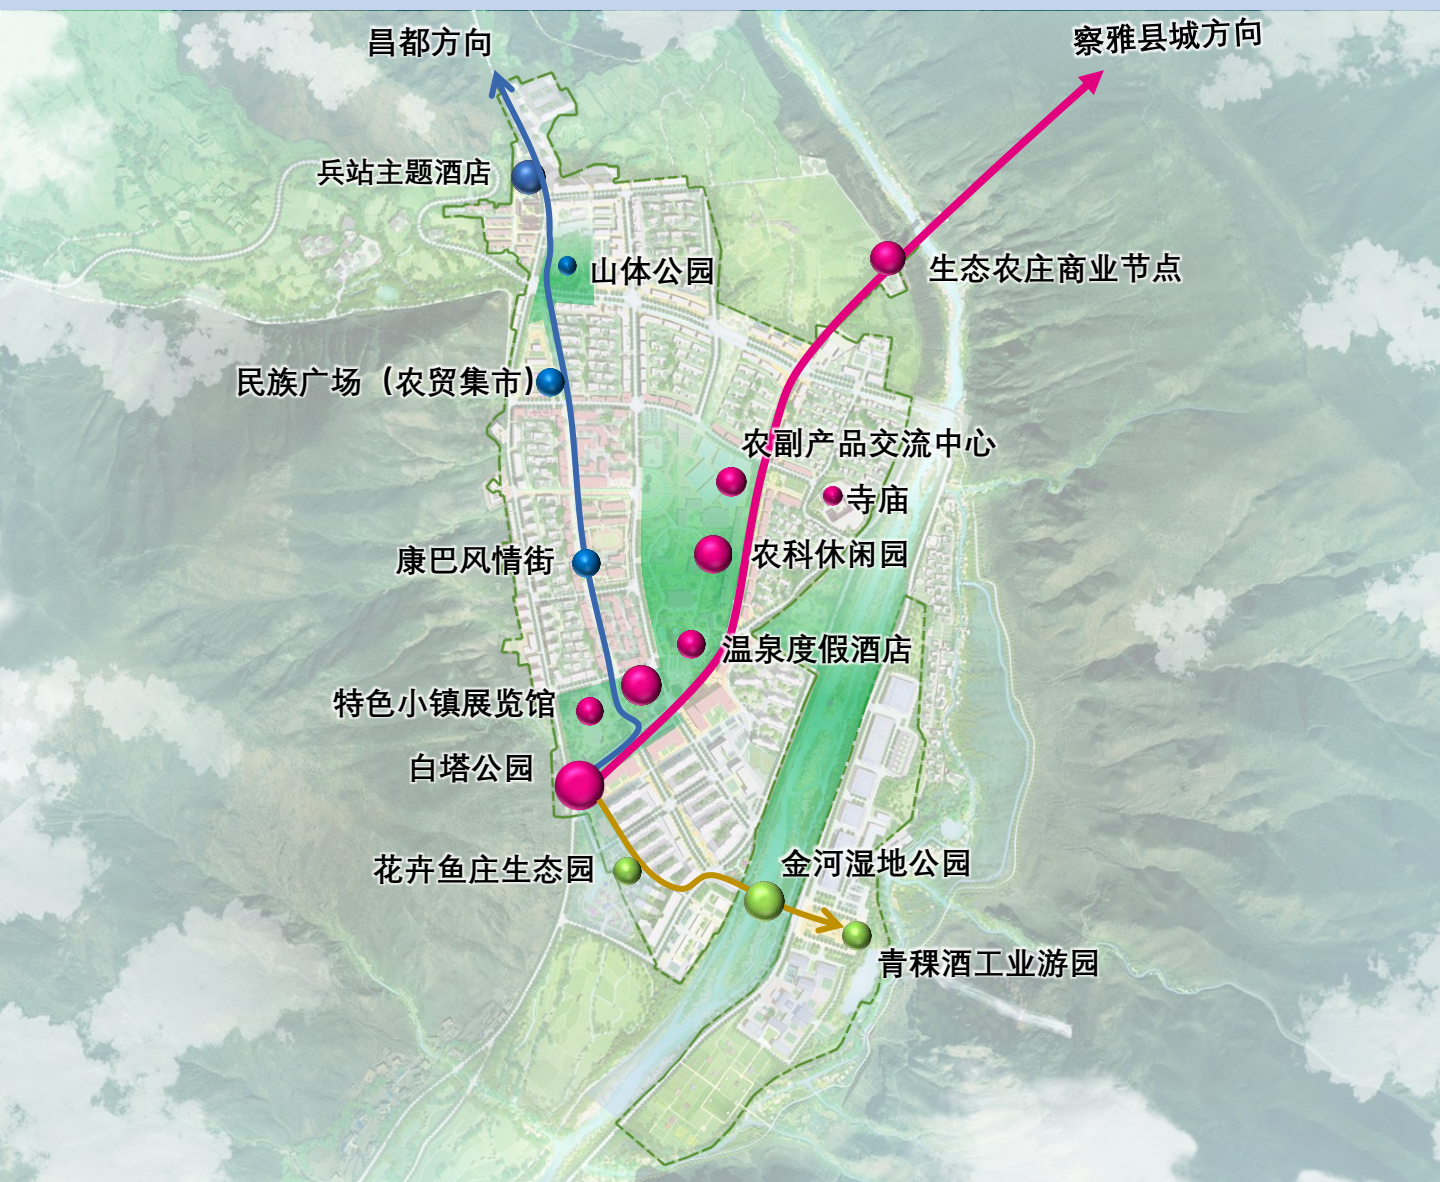 昌都方向
察雅县城方向
兵站主题酒店
山体公园
生态农庄商业节点
民族广场（农贸集市）
农副产品交流中心
寺庙
康巴风情街
农科休闲园
温泉度假酒店
特色小镇展览馆
白塔公园
花卉鱼庄生态园
金河湿地公园
青稞酒工业游园